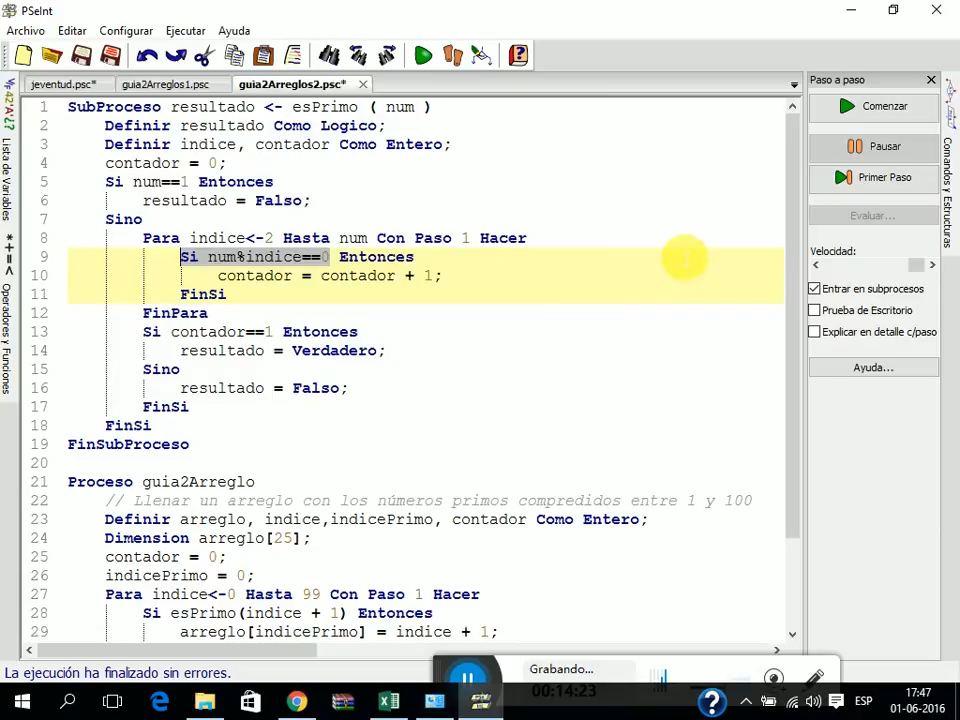 PSeInt
Archivo Editar Configurar Ejecutar Ayuda
jeventud.psc* guia2Arreglos1.psc guia2Arreglos2.psc*
1 SubProceso resultado <- esPrimo ( num )
2 Definir resultado Como Logico;
3 Definir indice, contador Como Entero;
4 contador = 0;
5 Si num==1 Entonces
6 resultado = Falso;
7 Sino
8 Para indice<-2 Hasta num Con Paso 1 Hacer
9 Si num%indice==0 Entonces
10 contador = contador + 1;
11 FinSi
12 FinPara
13 Si contador==1 Entonces
14 resultado = Verdadero;
15 Sino
16 resultado = Falso;
17 FinSi
18 FinSi
19 FinSubProceso
20
21 Proceso guia2Arreglo
22 // Llenar un arreglo con los números primos compredidos entre 1 y 100
23 Definir arreglo, indice,indicePrimo, contador Como Entero;
24 Dimension arreglo[25];
25 contador = 0;
26 indicePrimo = 0;
27 Para indice<-0 Hasta 99 Con Paso 1 Hacer
28 Si esPrimo(indice + 1) Entonces
29 arreglo[indicePrimo] = indice + 1;
Lista de Variables
Operadores y Funciones
Paso a paso
Comenzar
Pausar
Primer Paso
Evaluar...
Velocidad:
Entrar en subprocesos
Prueba de Escritorio
Explicar en detalle c/paso
Ayuda...
Comandos y Estructuras
La ejecución ha finalizado sin errores.
Grabando...
00:14:23
ESP
17:47
01-06-2016